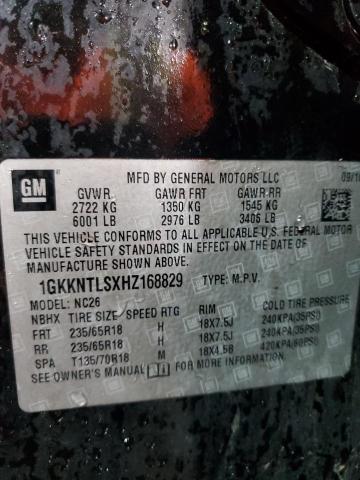 GM
MFD BY GENERAL MOTORS LLC
09/16
GVWR. GAWR FRT GAWR RR
2722 KG 1350 KG 1545 KG
6001 LB 2976 LB 3406 LB
THIS VEHICLE CONFORMS TO ALL APPLICABLE U.S. FEDERAL MOTOR
VEHICLE SAFETY STANDARDS IN EFFECT ON THE DATE OF
MANUFACTURE SHOWN ABOVE.
1GKKNTLSXHZ168829 TYPE: M.P.V.
MODEL: NC26
NBHX TIRE SIZE/ SPEED RTG RIM COLD TIRE PRESSURE
FRT 235/65R18 H 18X7.5J 240KPA(35PSI)
RR 235/65R18 H 18X7.5J 240KPA(35PSI)
SPA T135/70R18 M 18X4.5B 420KPA(60PSI)
SEE OWNER'S MANUAL FOR MORE INFORMATION.